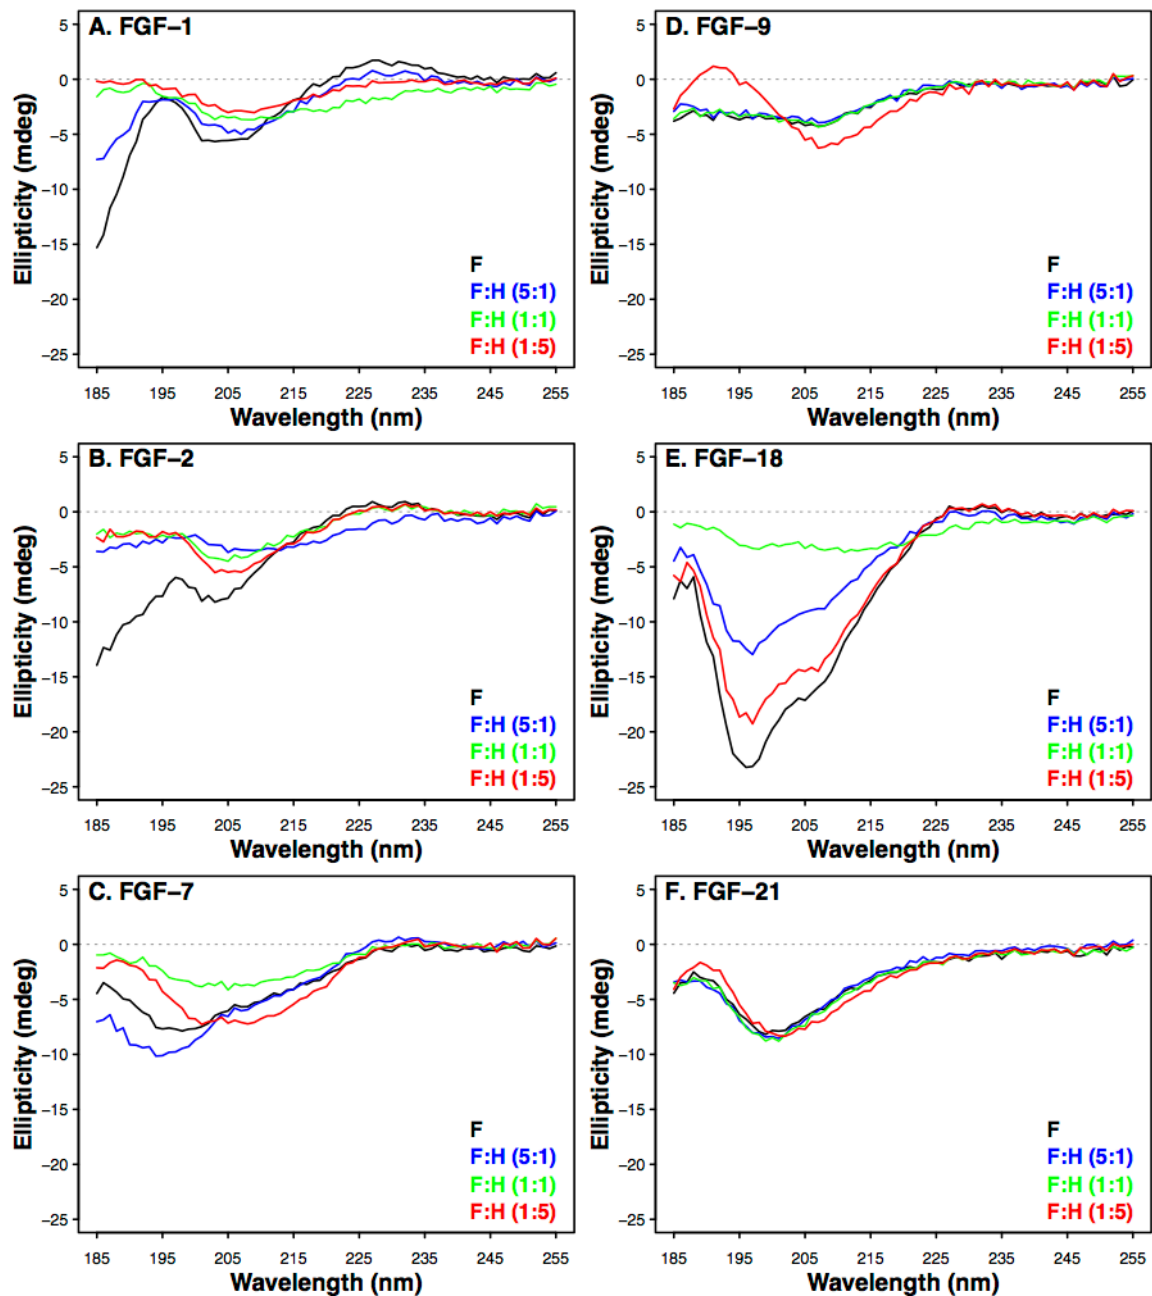 A. FGF–1
Ellipticity (mdeg)
5
0
−5
−10
−15
−20
−25
F
F:H (5:1)
F:H (1:1)
F:H (1:5)
185 195 205 215 225 235 245 255
Wavelength (nm)
D. FGF–9
Ellipticity (mdeg)
5
0
−5
−10
−15
−20
−25
F
F:H (5:1)
F:H (1:1)
F:H (1:5)
185 195 205 215 225 235 245 255
Wavelength (nm)
B. FGF–2
Ellipticity (mdeg)
5
0
−5
−10
−15
−20
−25
F
F:H (5:1)
F:H (1:1)
F:H (1:5)
185 195 205 215 225 235 245 255
Wavelength (nm)
E. FGF–18
Ellipticity (mdeg)
5
0
−5
−10
−15
−20
−25
F
F:H (5:1)
F:H (1:1)
F:H (1:5)
185 195 205 215 225 235 245 255
Wavelength (nm)
C. FGF–7
Ellipticity (mdeg)
5
0
−5
−10
−15
−20
−25
F
F:H (5:1)
F:H (1:1)
F:H (1:5)
185 195 205 215 225 235 245 255
Wavelength (nm)
F. FGF–21
Ellipticity (mdeg)
5
0
−5
−10
−15
−20
−25
F
F:H (5:1)
F:H (1:1)
F:H (1:5)
185 195 205 215 225 235 245 255
Wavelength (nm)